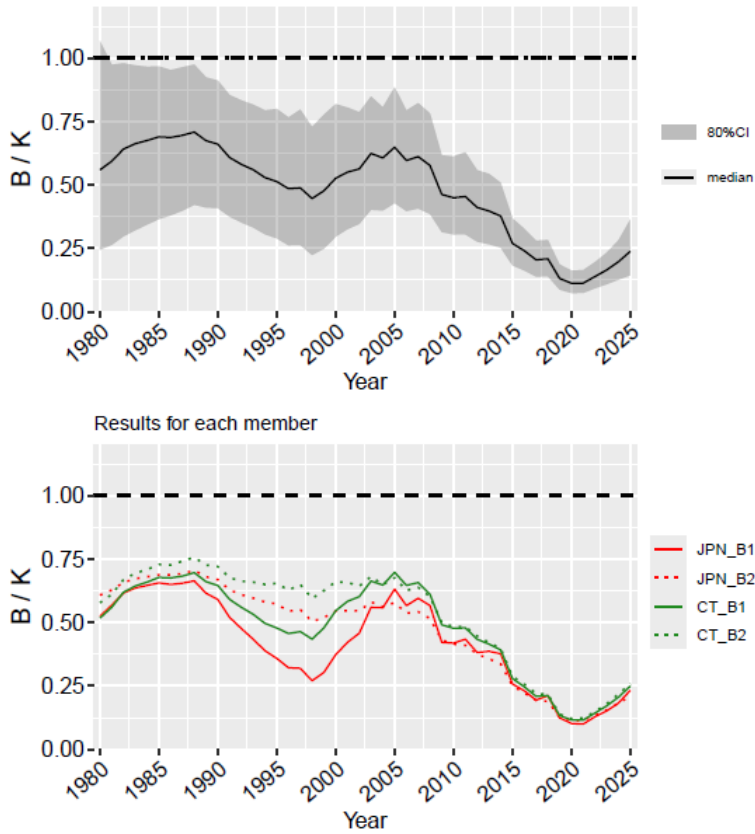 1.00
0.75
0.50
0.25
0.00
B / K
1980
1985
1990
1995
2000
2005
2010
2015
2020
2025
Year
80%CI
median
Results for each member
1.00
0.75
0.50
0.25
0.00
B / K
1980
1985
1990
1995
2000
2005
2010
2015
2020
2025
Year
JPN_B1
JPN_B2
CT_B1
CT_B2